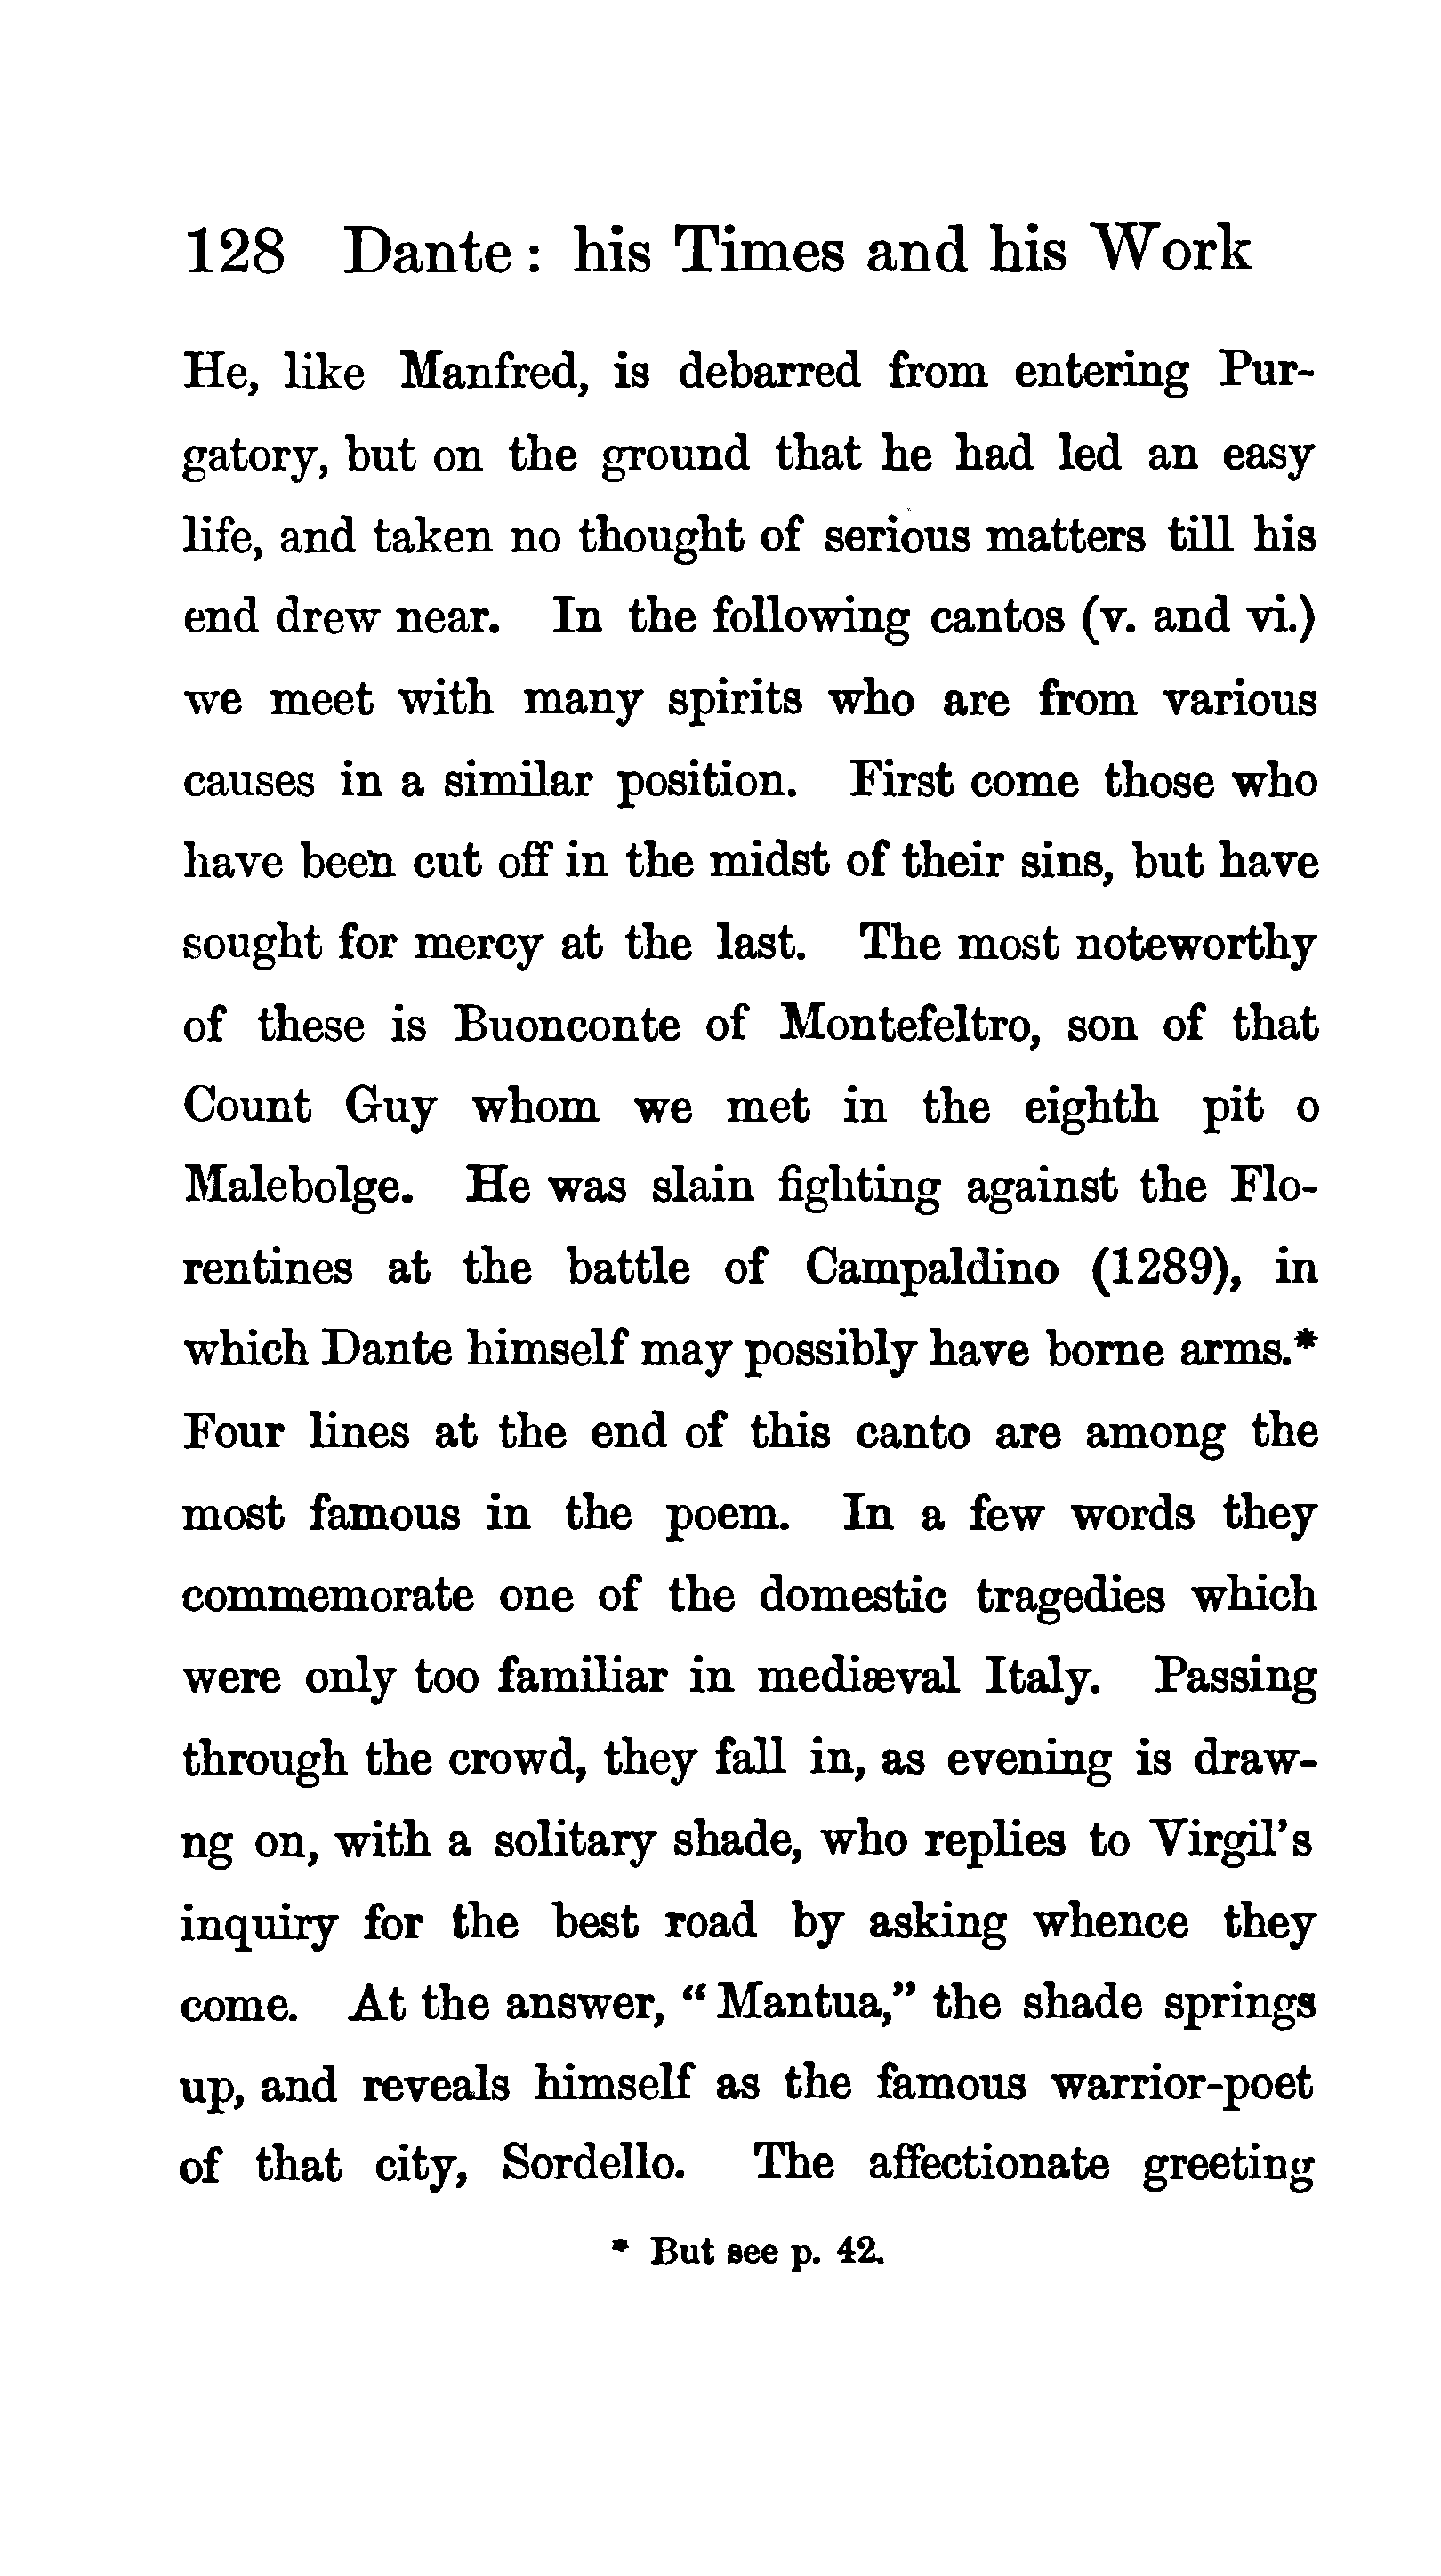 128 Dante : his Times and his Work
He, like Manfred, is debarred from entering Pur-
gatory, but on the ground that he had led an easy
life, and taken no thought of serious matters till his
end drew near. In the following cantos (v. and vi.)
we meet with many spirits who are from various
causes in a similar position. First come those who
have been cut off in the midst of their sins, but have
sought for mercy at the last. The most noteworthy
of these is Buonconte of Montefeltro, son of that
Count Guy whom we met in the eighth pit o
Malebolge. He was slain fighting against the Flo-
rentines at the battle of Campaldino (1289), in
which Dante himself may possibly have borne arms.*
Four lines at the end of this canto are among the
most famous in the poem. In a few words they
commemorate one of the domestic tragedies which
were only too familiar in mediæval Italy. Passing
through the crowd, they fall in, as evening is draw-
ng on, with a solitary shade, who replies to Virgil's
inquiry for the best road by asking whence they
come. At the answer, “Mantua,” the shade springs
up, and reveals himself as the famous warrior-poet
of that city, Sordello. The affectionate greeting
* But see p. 42.